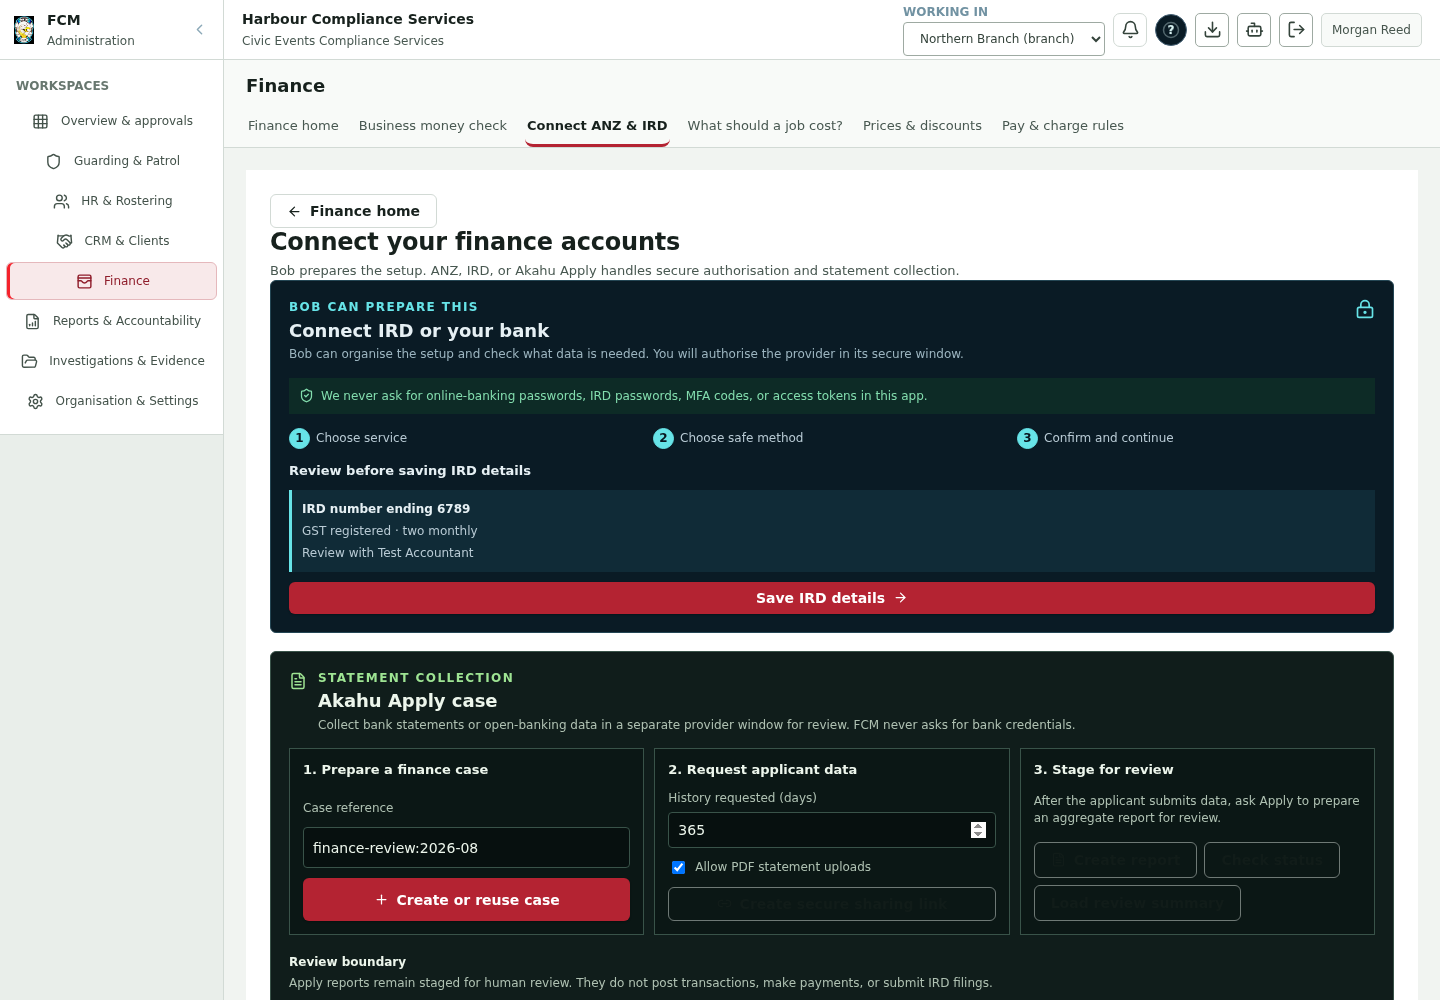 FCM
Administration
Harbour Compliance Services
Civic Events Compliance Services
WORKING IN
Northern Branch (branch)
Morgan Reed
WORKSPACES
Overview & approvals
Guarding & Patrol
HR & Rostering
CRM & Clients
Finance
Reports & Accountability
Investigations & Evidence
Organisation & Settings
Finance
Finance home
Business money check
Connect ANZ & IRD
What should a job cost?
Prices & discounts
Pay & charge rules
Finance home
Connect your finance accounts
Bob prepares the setup. ANZ, IRD, or Akahu Apply handles secure authorisation and statement collection.
BOB CAN PREPARE THIS
Connect IRD or your bank
Bob can organise the setup and check what data is needed. You will authorise the provider in its secure window.
We never ask for online-banking passwords, IRD passwords, MFA codes, or access tokens in this app.
1 Choose service
2 Choose safe method
3 Confirm and continue
Review before saving IRD details
IRD number ending 6789
GST registered · two monthly
Review with Test Accountant
Save IRD details
STATEMENT COLLECTION
Akahu Apply case
Collect bank statements or open-banking data in a separate provider window for review. FCM never asks for bank credentials.
1. Prepare a finance case
Case reference
finance-review:2026-08
Create or reuse case
2. Request applicant data
History requested (days)
365
Allow PDF statement uploads
Create secure sharing link
3. Stage for review
After the applicant submits data, ask Apply to prepare
an aggregate report for review.
Create report
Check status
Load review summary
Review boundary
Apply reports remain staged for human review. They do not post transactions, make payments, or submit IRD filings.